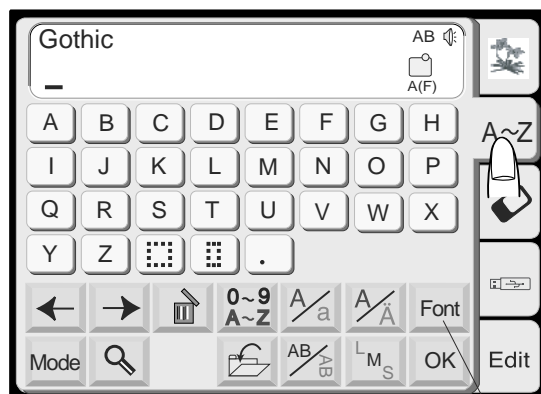 Gothic AB
A(F)
A~Z
A B C D E F G H
I J K L M N O P
Q R S T U V W X
Y Z .
0~9
A~Z A/a A/Ä Font
Mode AB/AB L M S OK Edit